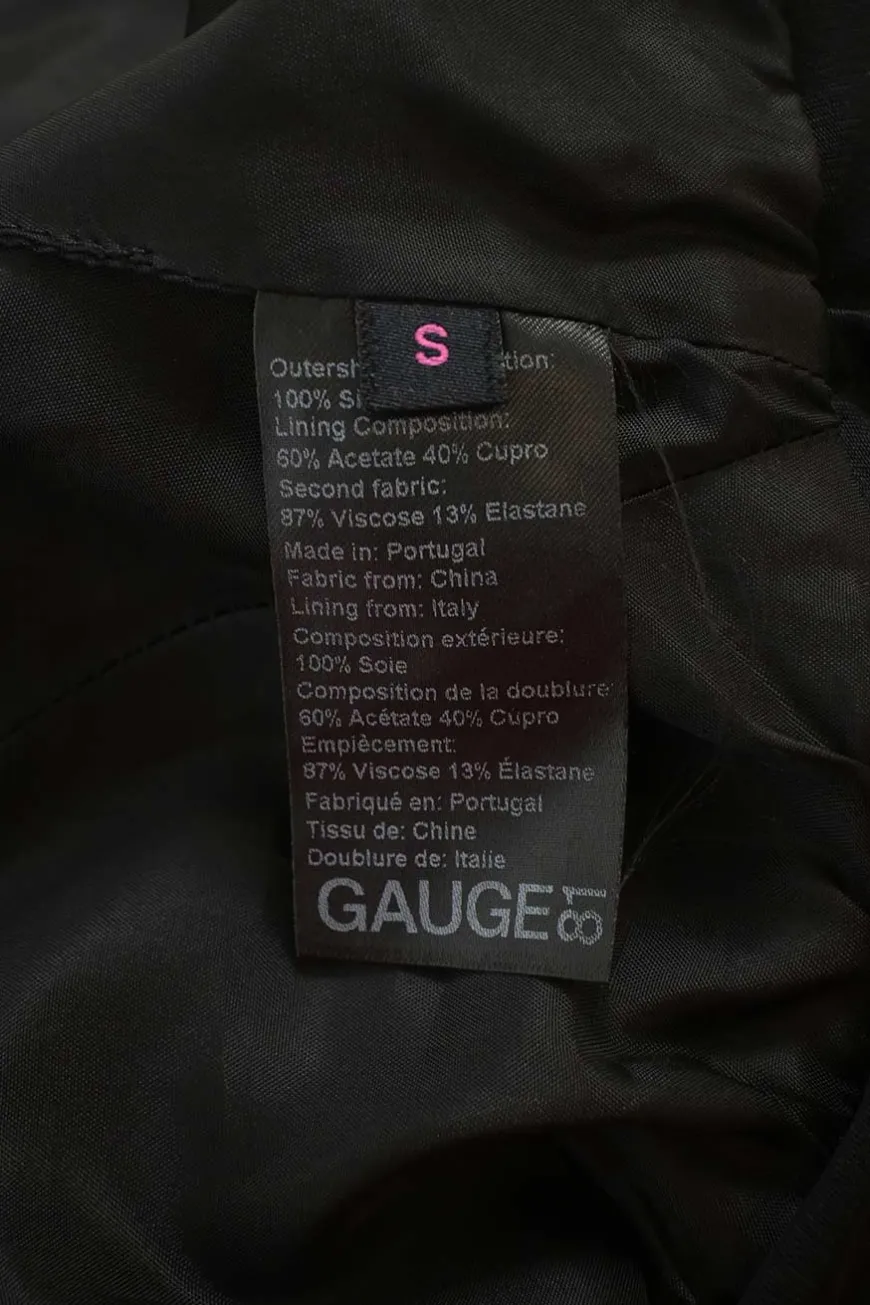 S
Outersh tion:
100% Si
Lining Composition:
60% Acetate 40% Cupro
Second fabric:
87% Viscose 13% Elastane
Made in: Portugal
Fabric from: China
Lining from: Italy
Composition extérieure:
100% Soie
Composition de la doublure:
60% Acétate 40% Cupro
Empiècement:
87% Viscose 13% Élastane
Fabriqué en: Portugal
Tissu de: Chine
Doublure de: Italie
GAUGE81